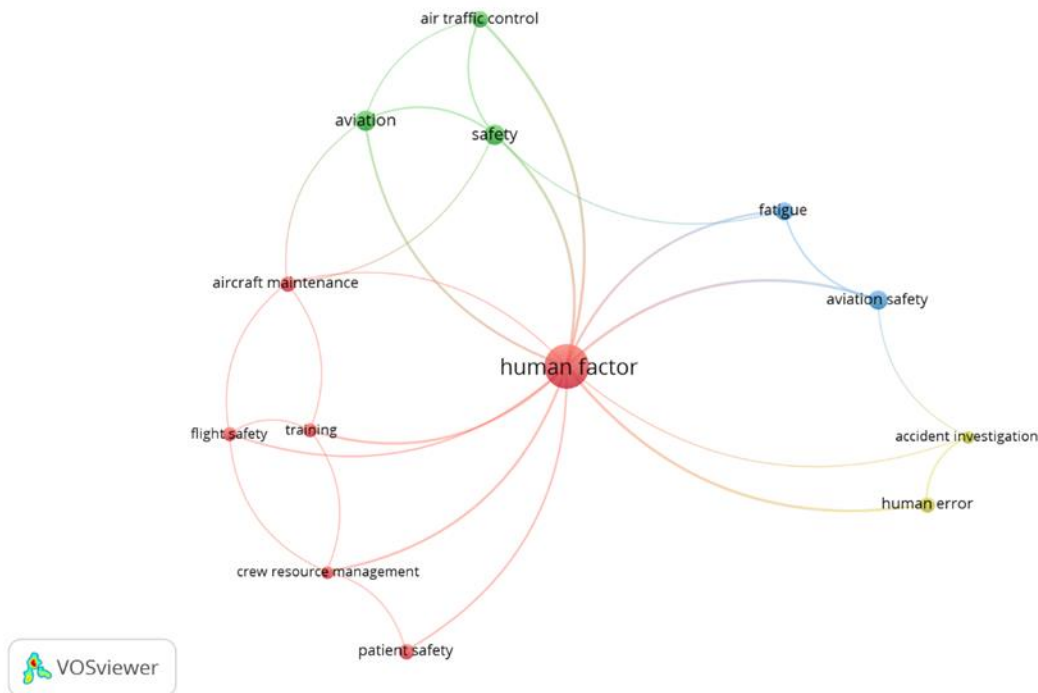 air traffic control
aviation
safety
fatigue
aircraft maintenance
aviation safety
human factor
flight safety
training
accident investigation
human error
crew resource management
patient safety
VOSviewer